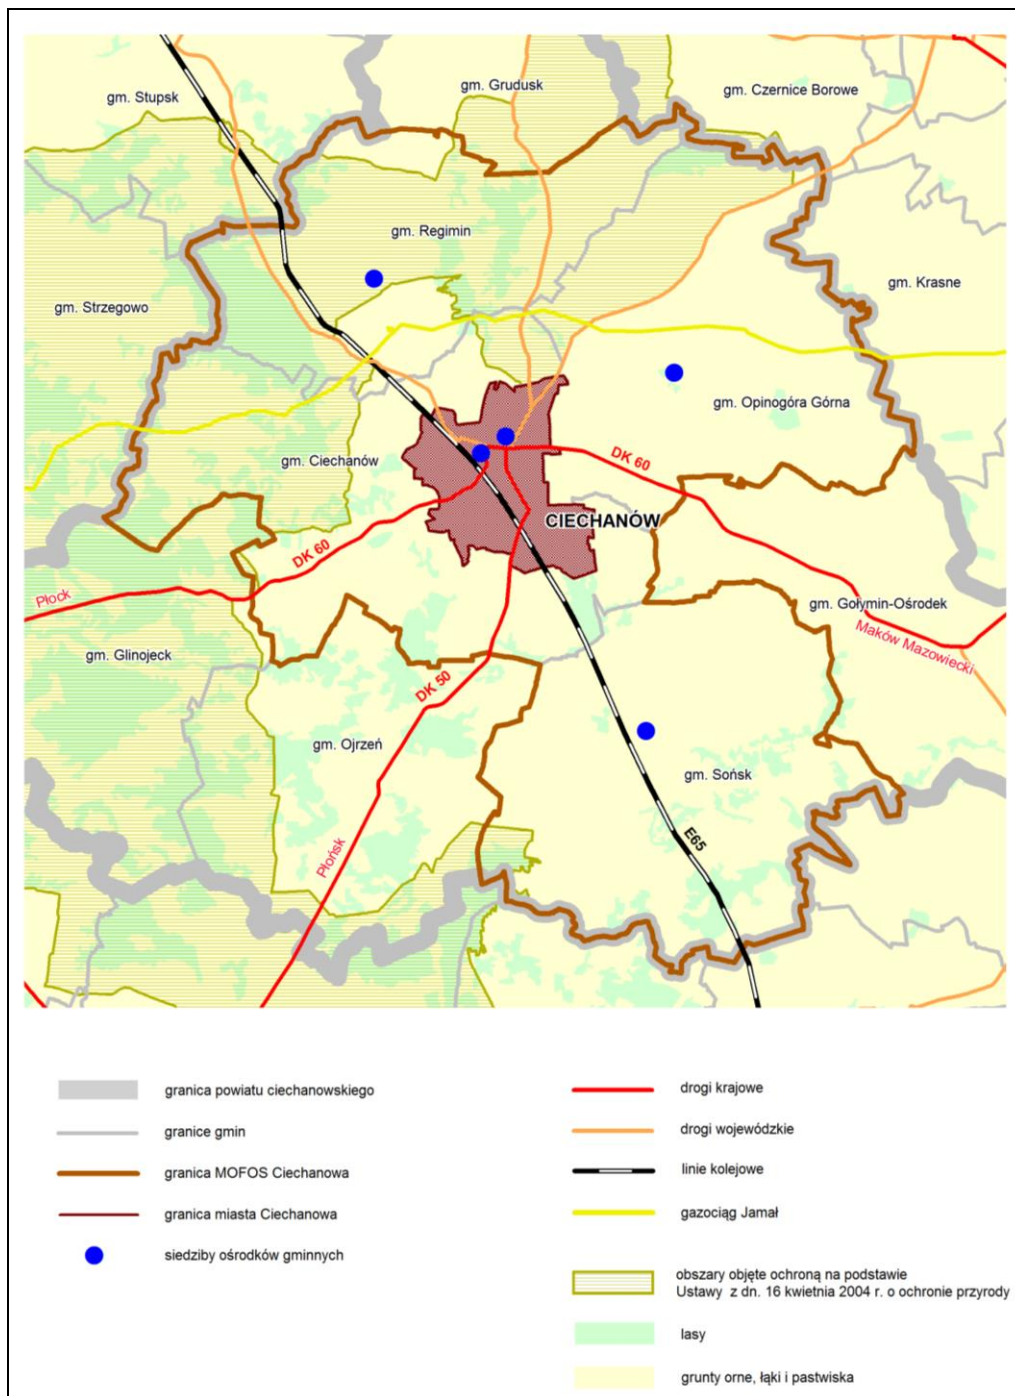 gm. Grudusk
gm. Stupsk
gm. Czernice Borowe
gm. Regimin
gm. Krasne
gm. Strzegowo
gm. Opinogóra Górna
gm. Ciechanów
DK 60
CIECHANÓW
DK 60
Płock
gm. Gołymin-Ośrodek
Maków Mazowiecki
gm. Glinojeck
DK 50
gm. Ojrzeń
gm. Sońsk
E65
Płońsk
granica powiatu ciechanowskiego
granice gmin
granica MOFOS Ciechanowa
granica miasta Ciechanowa
siedziby ośrodków gminnych
drogi krajowe
drogi wojewódzkie
linie kolejowe
gazociąg Jamał
obszary objęte ochroną na podstawie
Ustawy z dn. 16 kwietnia 2004 r. o ochronie przyrody
lasy
grunty orne, łąki i pastwiska